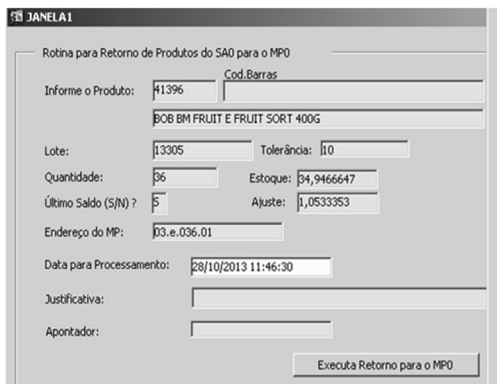 JANELA1
Rotina para Retorno de Produtos do SA0 para o MP0
Cod.Barras
Informe o Produto: 41396
BOB BM FRUIT E FRUIT SORT 400G
Lote: 13305 Tolerância: 10
Quantidade: 36 Estoque: 34,9466647
Último Saldo (S/N) ? S Ajuste: 1,0533353
Endereço do MP: 03.e.036.01
Data para Processamento: 28/10/2013 11:46:30
Justificativa:
Apontador:
Executa Retorno para o MP0